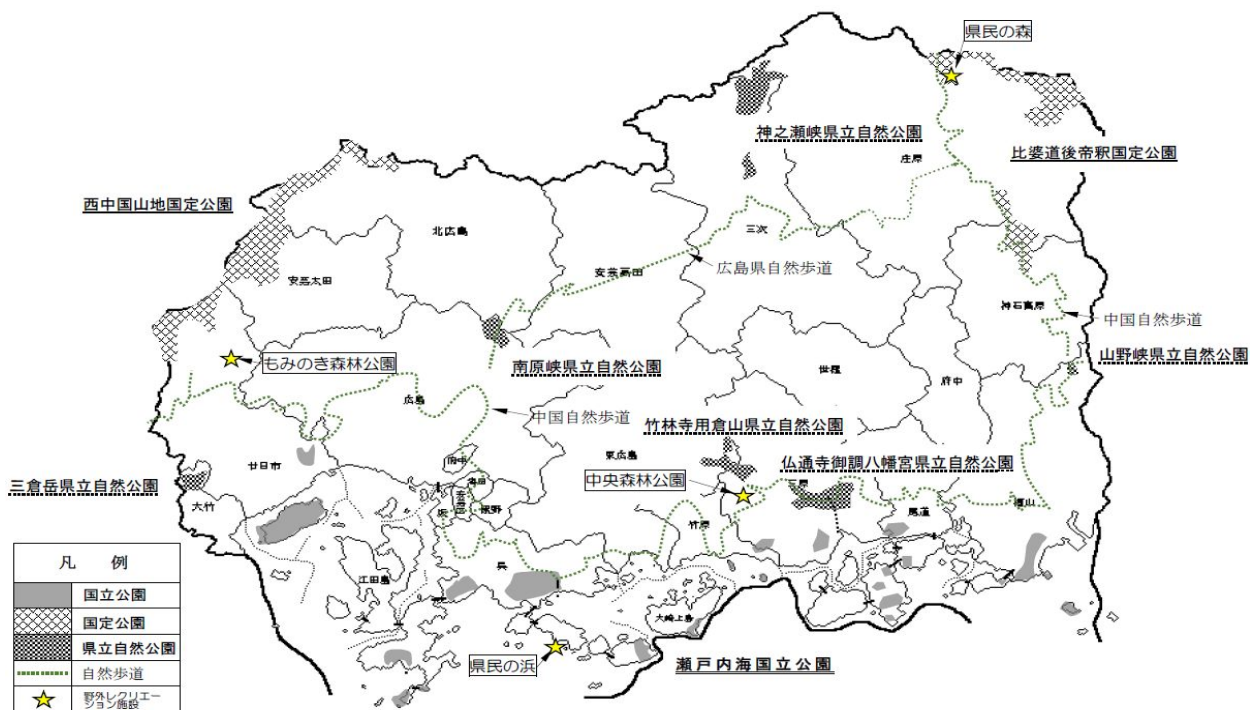 県民の森
神之瀬峡県立自然公園
庄原
比婆道後帝釈国定公園
西中国山地国定公園
北広島
三次
安芸高田
広島県自然歩道
安芸太田
神石高原
中国自然歩道
もみのき森林公園
南原峡県立自然公園
世羅
府中
山野峡県立自然公園
広島
中国自然歩道
竹林寺用倉山県立自然公園
府中
東広島
仏通寺御調八幡宮県立自然公園
廿日市
海田
中央森林公園
三原
三倉岳県立自然公園
大竹
坂
熊野
竹原
尾道
福山
凡 例
国立公園
国定公園
県立自然公園
自然歩道
野外レクリエー
ション施設
江田島
呉
大崎上島
県民の浜
瀬戸内海国立公園